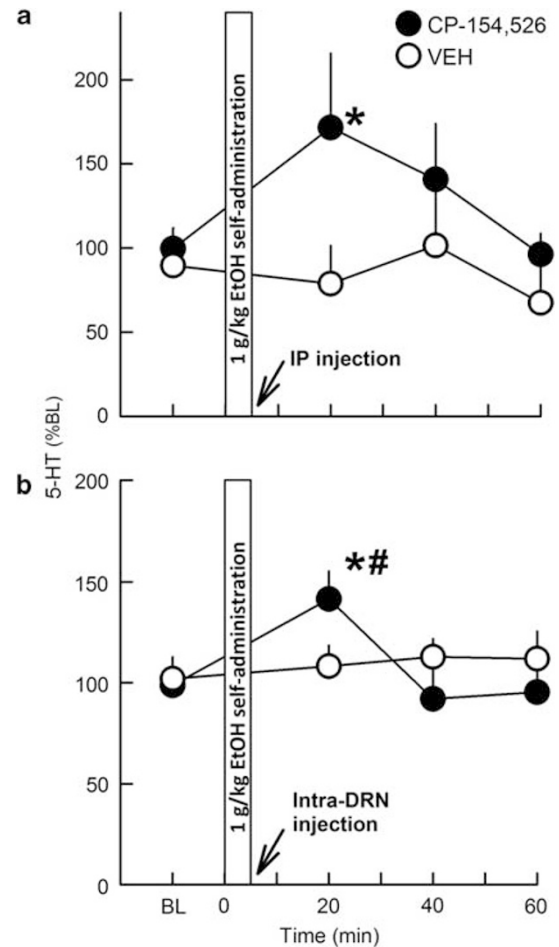 a
CP-154,526
VEH
200
150
100
50
0
*
1 g/kg EtOH self-administration
IP injection
5-HT (%BL)
b
200
150
100
50
0
*#
1 g/kg EtOH self-administration
Intra-DRN
injection
BL 0 20 40 60
Time (min)